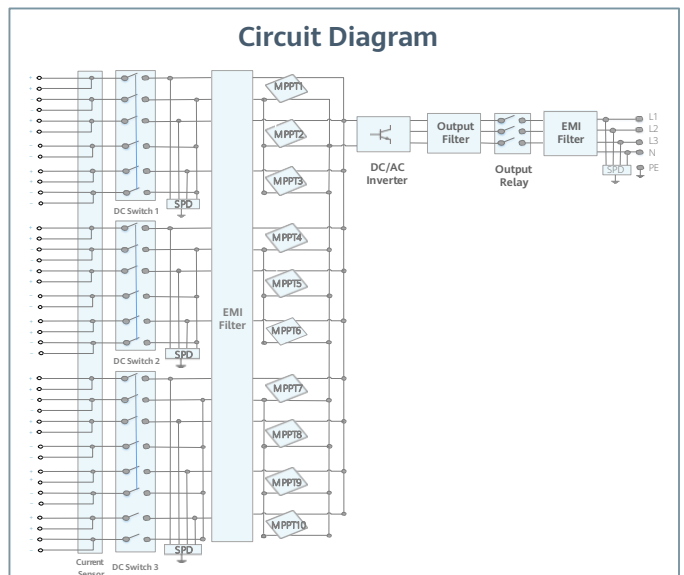 Circuit Diagram
MPPT1
MPPT2
MPPT3
SPD
DC Switch 1
MPPT4
MPPT5
MPPT6
SPD
DC Switch 2
EMI
Filter
MPPT7
MPPT8
MPPT9
MPPT10
SPD
Current
Sensor
DC Switch 3
DC/AC
Inverter
Output
Filter
Output
Relay
EMI
Filter
SPD
L1
L2
L3
N
PE